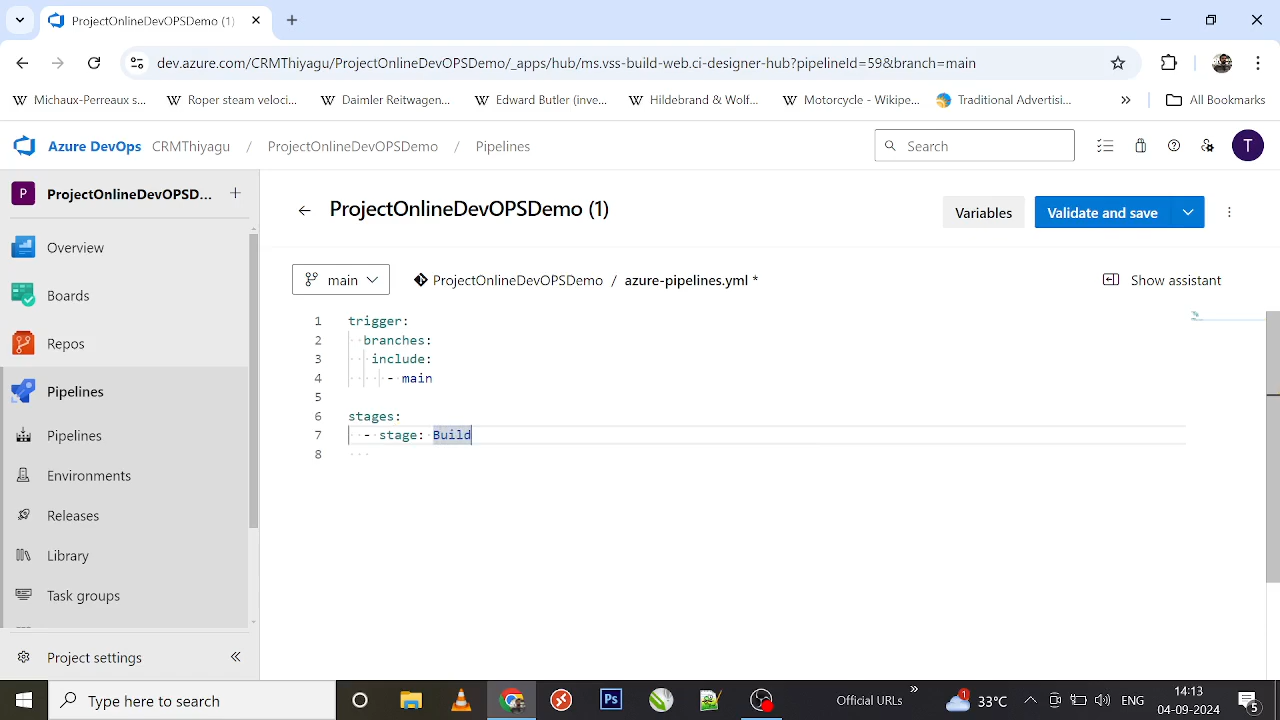 ProjectOnlineDevOPSDemo (1)
dev.azure.com/CRMThiyagu/ProjectOnlineDevOPSDemo/_apps/hub/ms.vss-build-web.ci-designer-hub?pipelineId=59&branch=main
Michaux-Perreaux s... Roper steam veloci... Daimler Reitwagen... Edward Butler (inve... Hildebrand & Wolf... Motorcycle - Wikipe... Traditional Advertisi... » All Bookmarks
Azure DevOps CRMThiyagu / ProjectOnlineDevOPSDemo / Pipelines Search T
P ProjectOnlineDevOPSD... +
ProjectOnlineDevOPSDemo (1) Variables Validate and save
Overview
Boards
Repos
Pipelines
Pipelines
Environments
Releases
Library
Task groups
Project settings
main ProjectOnlineDevOPSDemo / azure-pipelines.yml * Show assistant
1 trigger:
2 branches:
3 include:
4 - main
5
6 stages:
7 - stage: Build
8
Type here to search Ps Official URLs » 1 33°C ENG 14:13
04-09-2024 5